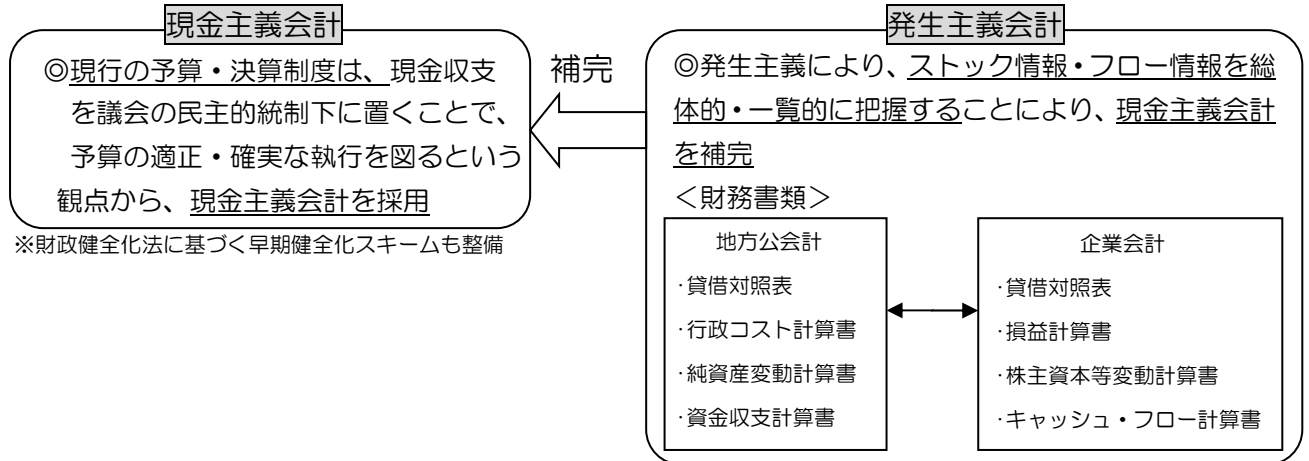 現金主義会計
◎現行の予算・決算制度は、現金収支
を議会の民主的統制下に置くことで、
予算の適正・確実な執行を図るという
観点から、現金主義会計を採用
※財政健全化法に基づく早期健全化スキームも整備
補完
発生主義会計
◎発生主義により、ストック情報・フロー情報を総
体的・一覧的に把握することにより、現金主義会計
を補完
＜財務書類＞
地方公会計
·貸借対照表
·行政コスト計算書
·純資産変動計算書
·資金収支計算書
企業会計
·貸借対照表
·損益計算書
·株主資本等変動計算書
·キャッシュ・フロー計算書